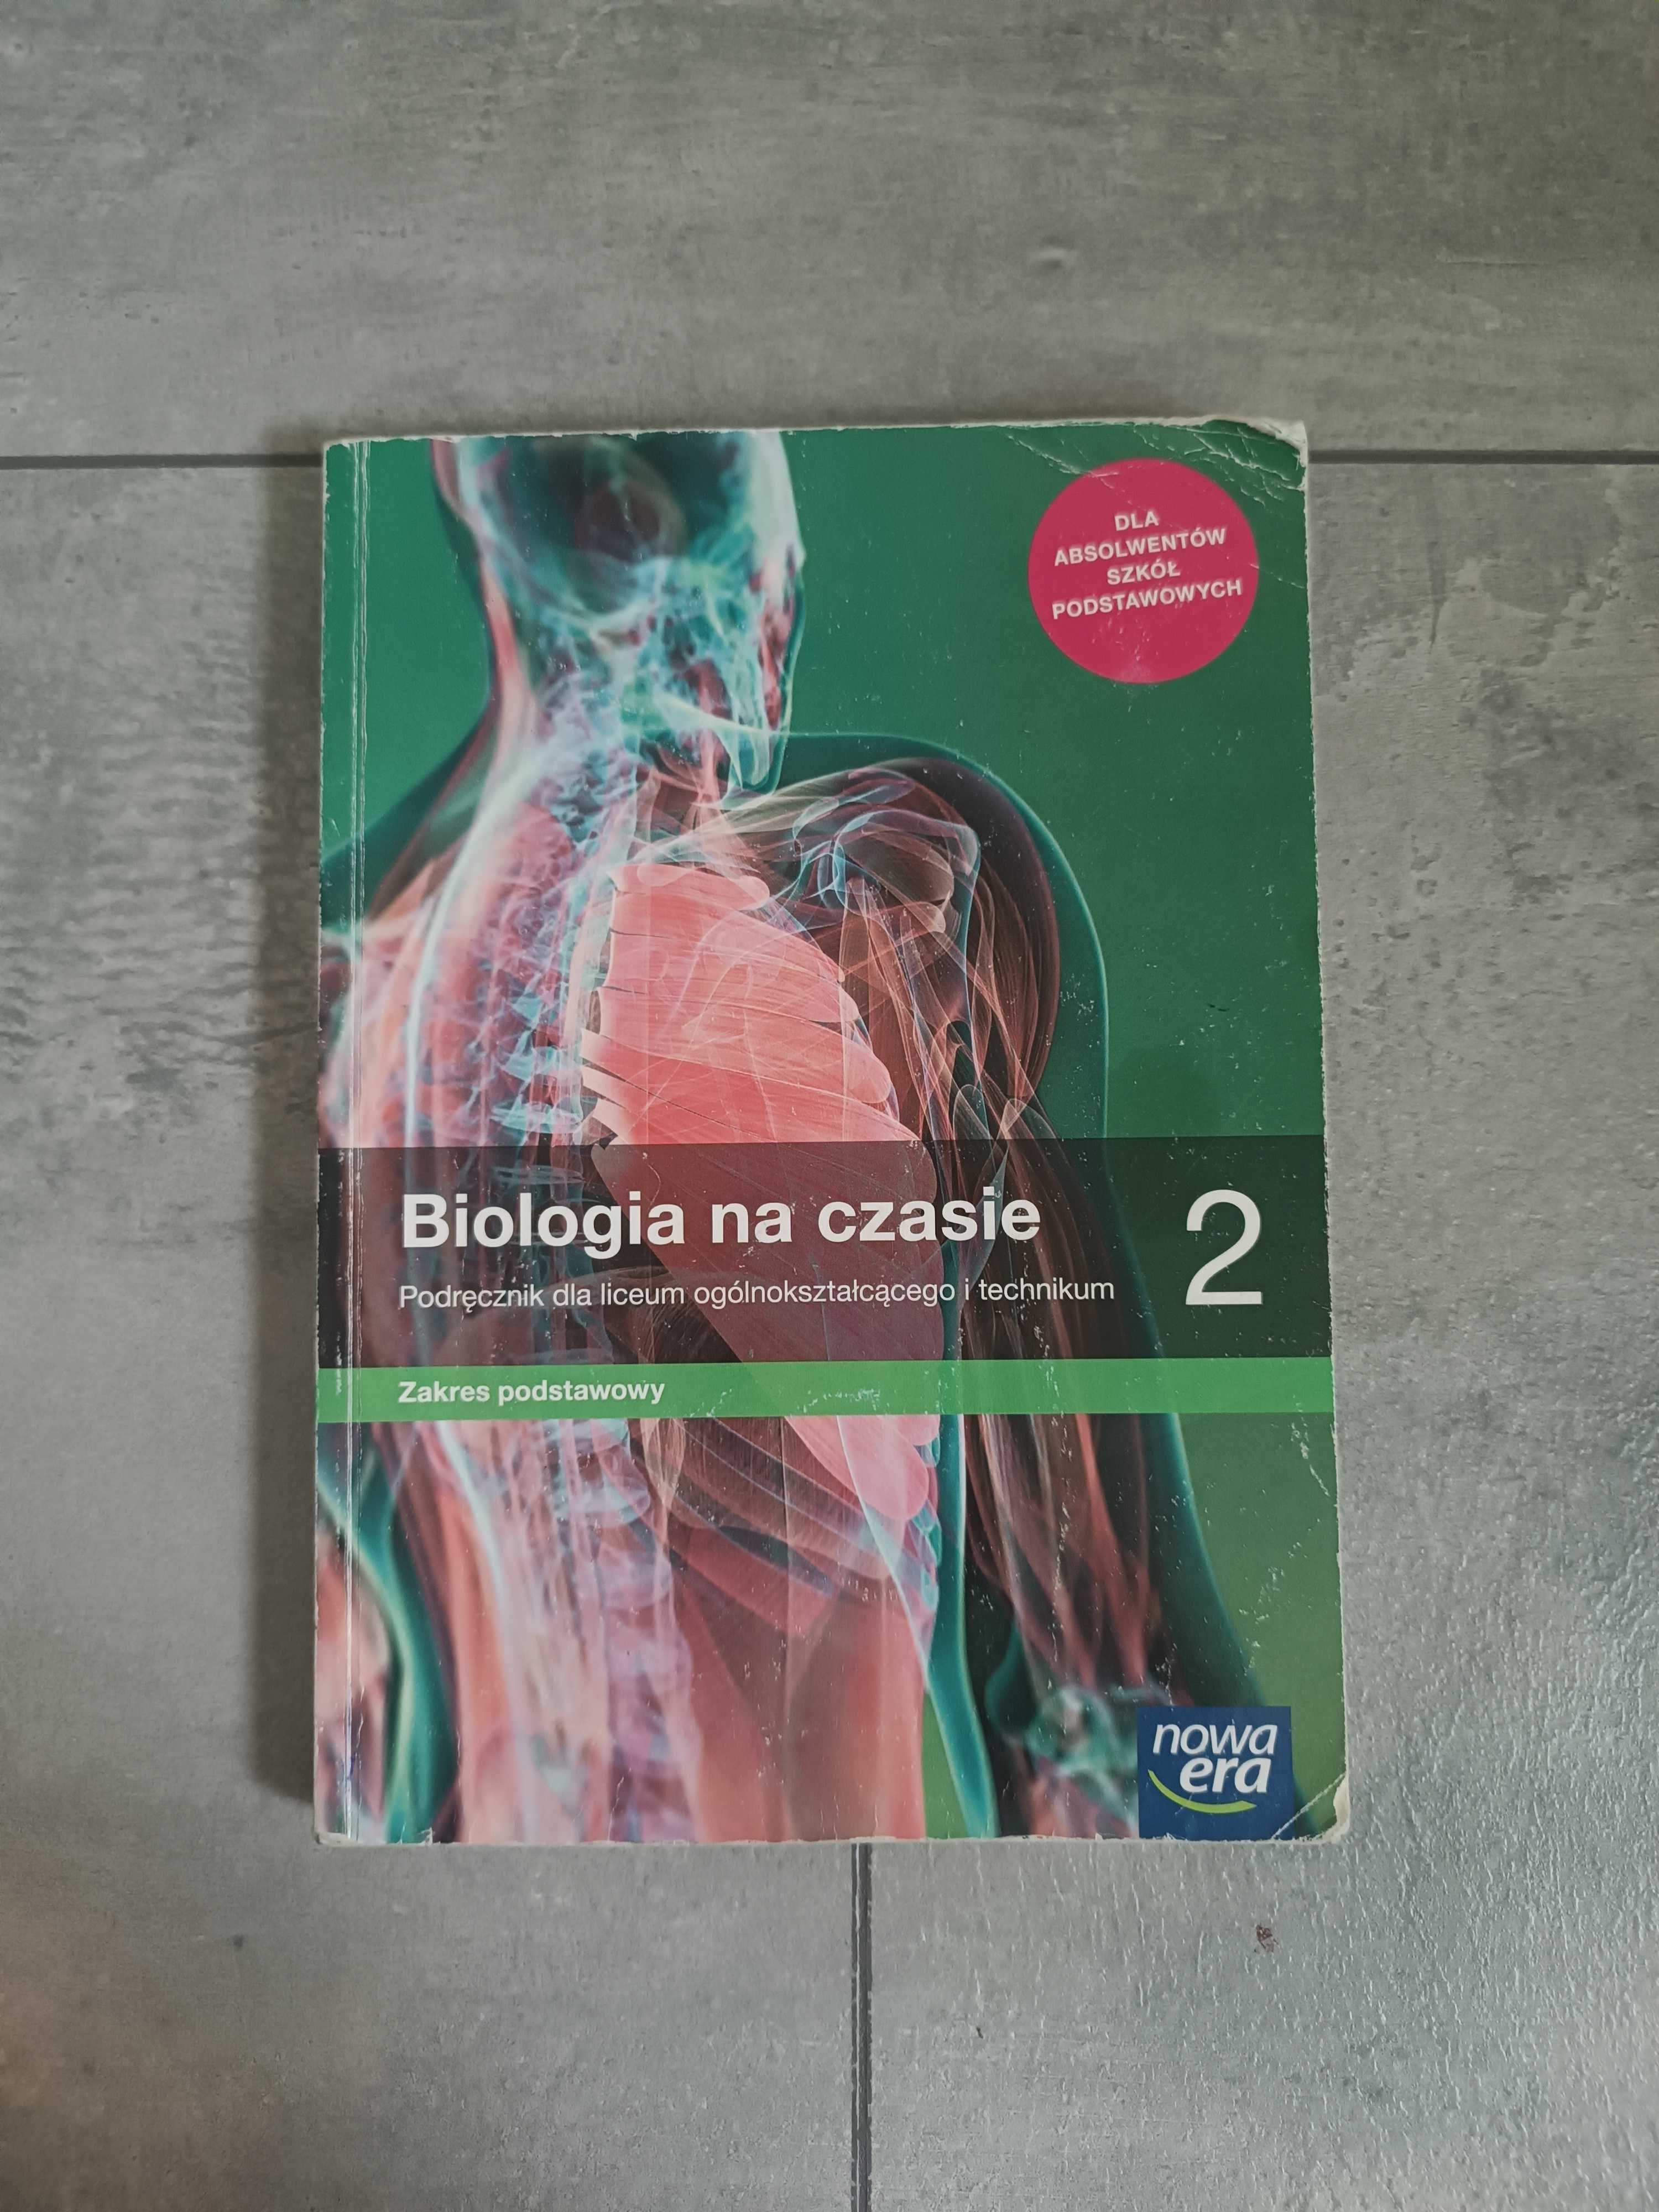 DLA
ABSOLWENTÓW
SZKÓŁ
PODSTAWOWYCH
Biologia na czasie 2
Podręcznik dla liceum ogólnokształcącego i technikum
Zakres podstawowy
nowa
era